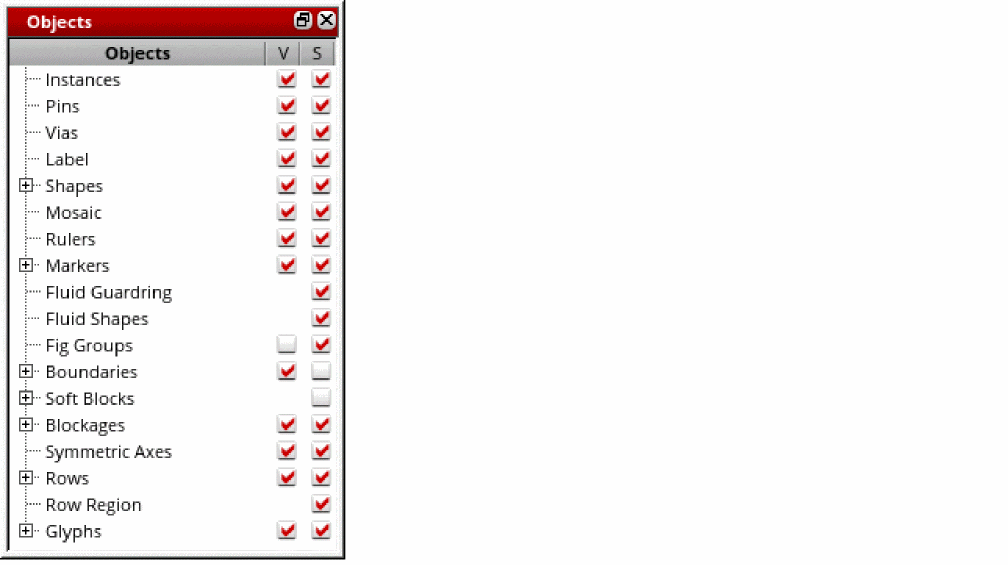 Objects
Objects V S
Instances
Pins
Vias
Label
Shapes
Mosaic
Rulers
Markers
Fluid Guardring
Fluid Shapes
Fig Groups
Boundaries
Soft Blocks
Blockages
Symmetric Axes
Rows
Row Region
Glyphs